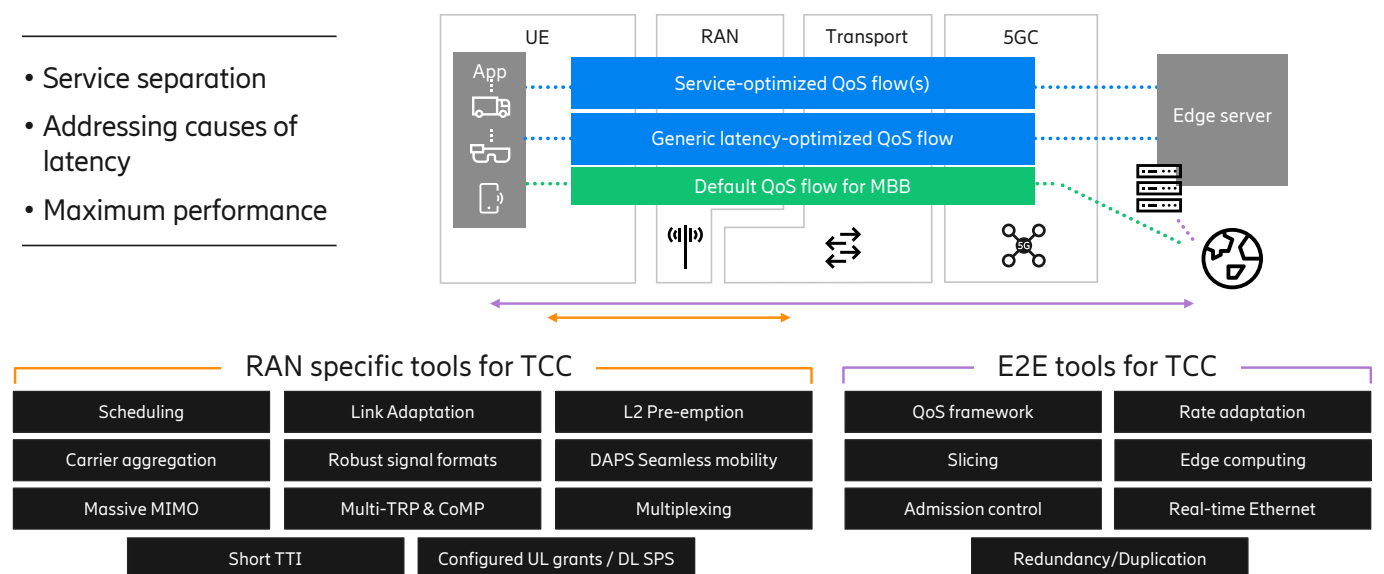 • Service separation
• Addressing causes of
latency
• Maximum performance
UE
RAN
Transport
5GC
App
Service-optimized QoS flow(s)
Generic latency-optimized QoS flow
Default QoS flow for MBB
Edge server
5G
RAN specific tools for TCC
Scheduling
Link Adaptation
L2 Pre-emption
Carrier aggregation
Robust signal formats
DAPS Seamless mobility
Massive MIMO
Multi-TRP & CoMP
Multiplexing
Short TTI
Configured UL grants / DL SPS
E2E tools for TCC
QoS framework
Rate adaptation
Slicing
Edge computing
Admission control
Real-time Ethernet
Redundancy/Duplication